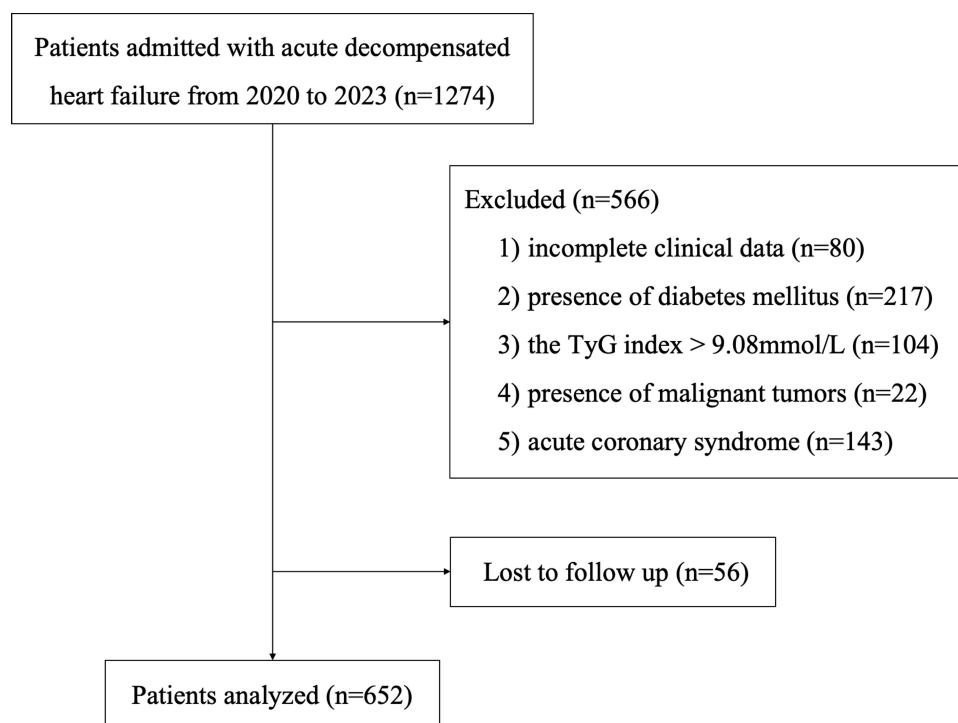 Patients admitted with acute decompensated
heart failure from 2020 to 2023 (n=1274)
Excluded (n=566)
1) incomplete clinical data (n=80)
2) presence of diabetes mellitus (n=217)
3) the TyG index > 9.08mmol/L (n=104)
4) presence of malignant tumors (n=22)
5) acute coronary syndrome (n=143)
Lost to follow up (n=56)
Patients analyzed (n=652)